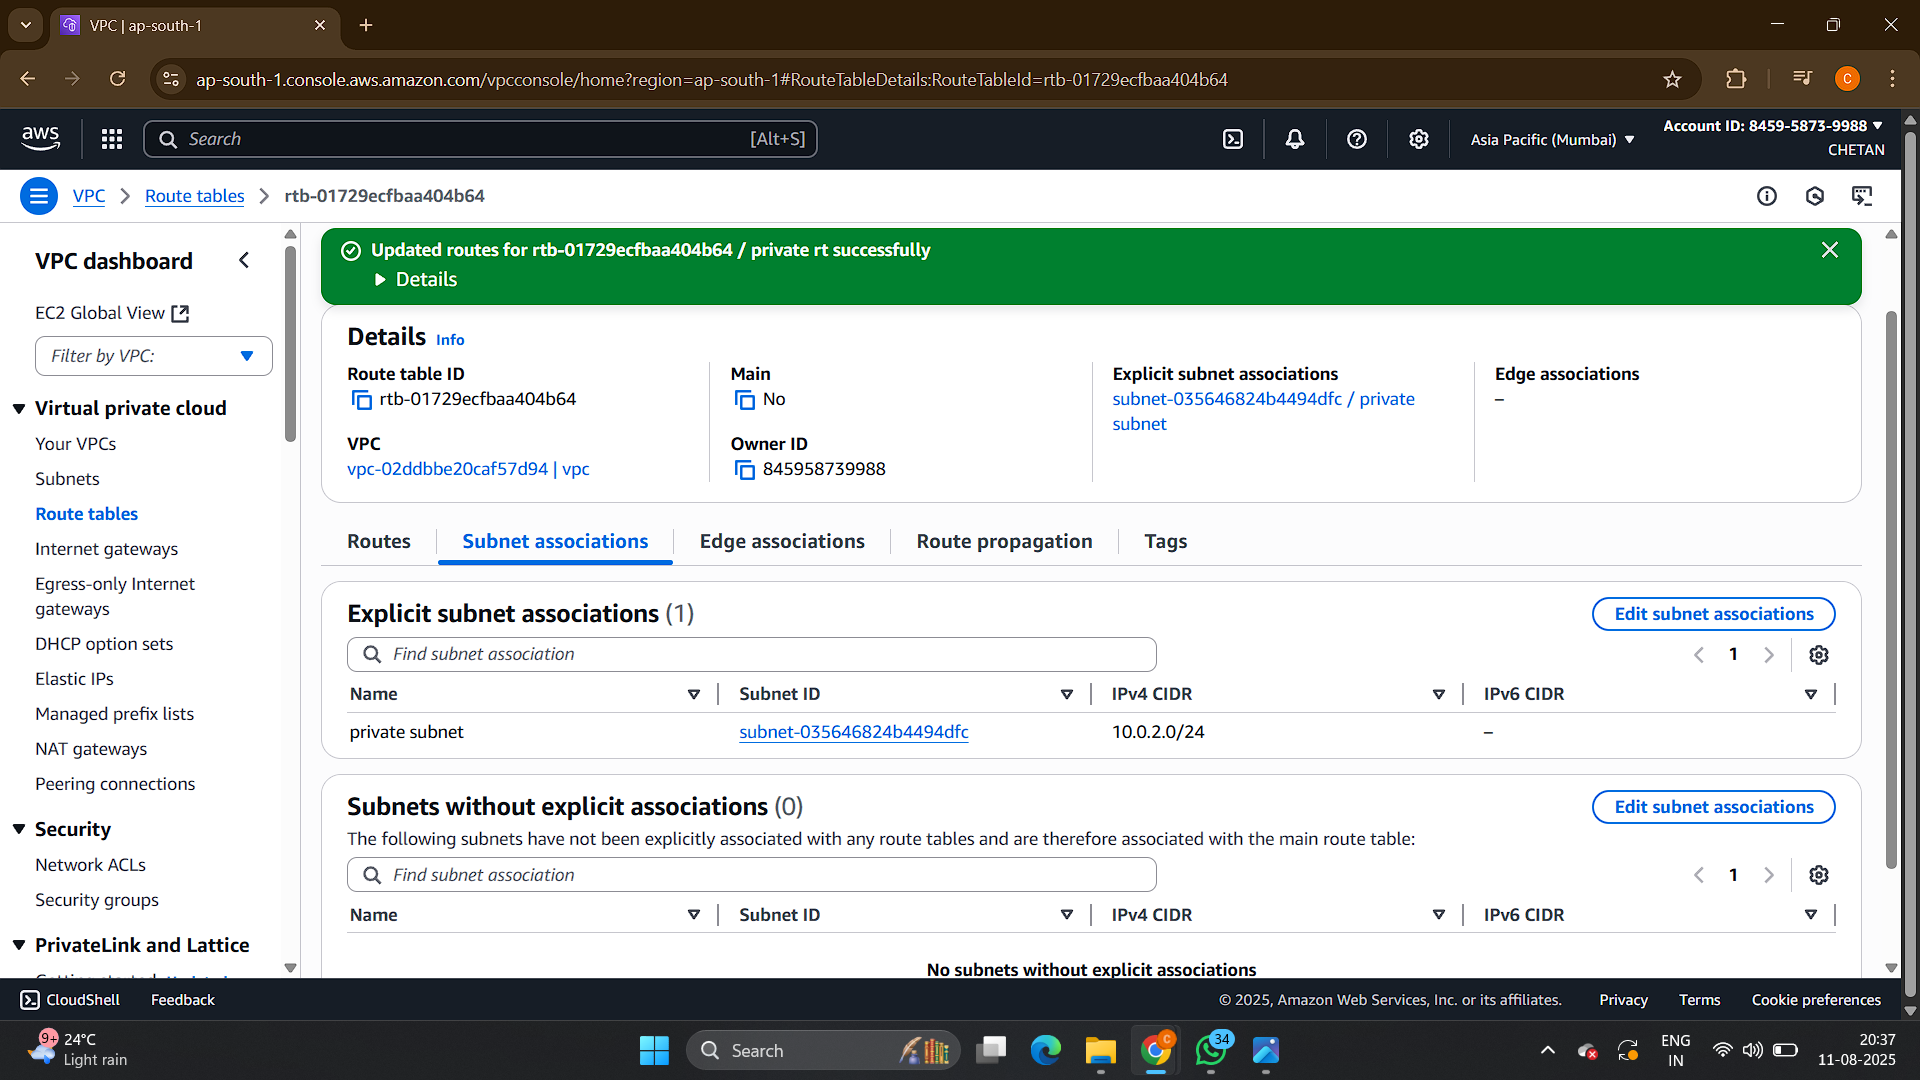 VPC | ap-south-1
ap-south-1.console.aws.amazon.com/vpcconsole/home?region=ap-south-1#RouteTableDetails:RouteTableId=rtb-01729ecfbaa404b64
C
aws
Search
[Alt+S]
Asia Pacific (Mumbai)
Account ID: 8459-5873-9988
CHETAN
VPC
Route tables
rtb-01729ecfbaa404b64
VPC dashboard
EC2 Global View
Filter by VPC:
Virtual private cloud
Your VPCs
Subnets
Route tables
Internet gateways
Egress-only Internet
gateways
DHCP option sets
Elastic IPs
Managed prefix lists
NAT gateways
Peering connections
Security
Network ACLs
Security groups
PrivateLink and Lattice
Updated routes for rtb-01729ecfbaa404b64 / private rt successfully
Details
Details Info
Route table ID
rtb-01729ecfbaa404b64
VPC
vpc-02ddbbe20caf57d94 | vpc
Main
No
Owner ID
845958739988
Explicit subnet associations
subnet-035646824b4494dfc / private
subnet
Edge associations
–
Routes
Subnet associations
Edge associations
Route propagation
Tags
Explicit subnet associations (1)
Edit subnet associations
Find subnet association
1
Name
Subnet ID
IPv4 CIDR
IPv6 CIDR
private subnet
subnet-035646824b4494dfc
10.0.2.0/24
–
Subnets without explicit associations (0)
Edit subnet associations
The following subnets have not been explicitly associated with any route tables and are therefore associated with the main route table:
Find subnet association
1
Name
Subnet ID
IPv4 CIDR
IPv6 CIDR
No subnets without explicit associations
CloudShell
Feedback
© 2025, Amazon Web Services, Inc. or its affiliates.
Privacy
Terms
Cookie preferences
9+
24°C
Light rain
Search
C
34
ENG
IN
20:37
11-08-2025